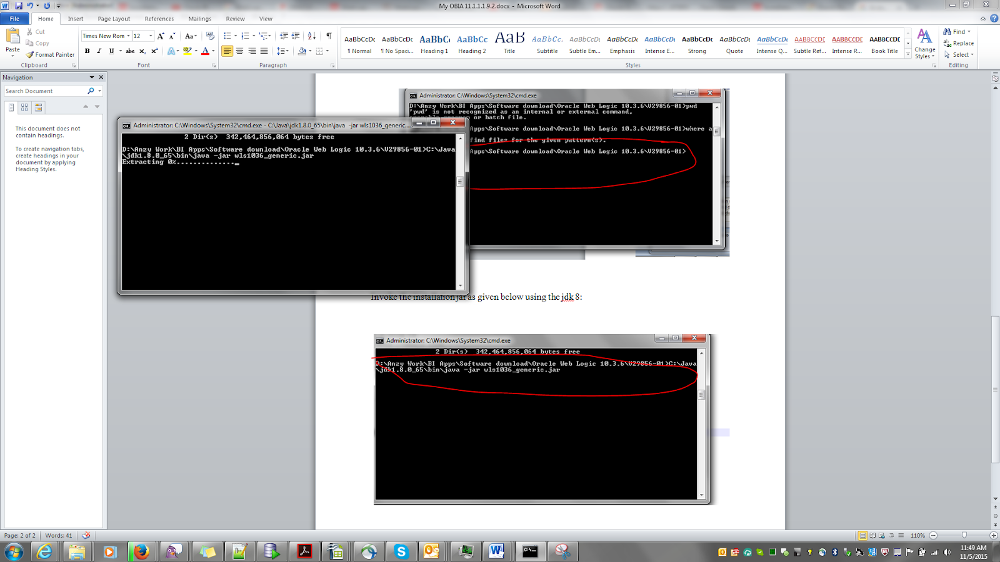 My OBIA 11.1.1.1.9.2.docx - Microsoft Word
File Home Insert Page Layout References Mailings Review View
Paste
Cut
Copy
Format Painter
Clipboard
Times New Rom 12
Font
Paragraph
AaBbCcDc AaBbCcDc AaBbCc AaBbCc AaB AaBbCc. AaBbCcDc AaBbCcDc AaBbCcDc AaBbCcDc AaBbCcDc AaBbCcDc AaBbCcDc AaBbCcDc AaBbCcDc
¶ Normal ¶ No Spaci... Heading 1 Heading 2 Title Subtitle Subtle Em... Emphasis Intense E... Strong Quote Intense Q... Subtle Ref... Intense R... Book Title
Styles
Change Styles
Find
Replace
Select
Editing
Navigation
Search Document
This document does not
contain headings.
To create navigation tabs,
create headings in your
document by applying
Heading Styles.
Administrator: C:\Windows\System32\cmd.exe
D:\Anzy Work\BI Apps\Software download\Oracle Web Logic 10.3.6\V29856-01>pwd
'pwd' is not recognized as an internal or external command,
or batch file.
Apps\Software download\Oracle Web Logic 10.3.6\V29856-01>where a
find files for the given pattern(s).
Apps\Software download\Oracle Web Logic 10.3.6\V29856-01>
Administrator: C:\Windows\System32\cmd.exe - C:\Java\jdk1.8.0_65\bin\java -jar wls1036_generic....
2 Dir(s) 342,464,856,064 bytes free
D:\Anzy Work\BI Apps\Software download\Oracle Web Logic 10.3.6\V29856-01>C:\Java
\jdk1.8.0_65\bin\java -jar wls1036_generic.jar
Extracting 0%..............
Invoke the installation jar as given below using the jdk 8:
Administrator: C:\Windows\System32\cmd.exe
2 Dir(s) 342,464,856,064 bytes free
D:\Anzy Work\BI Apps\Software download\Oracle Web Logic 10.3.6\V29856-01>C:\Java
\jdk1.8.0_65\bin\java -jar wls1036_generic.jar
Page: 2 of 2 Words: 41
110%
11:49 AM
11/5/2015